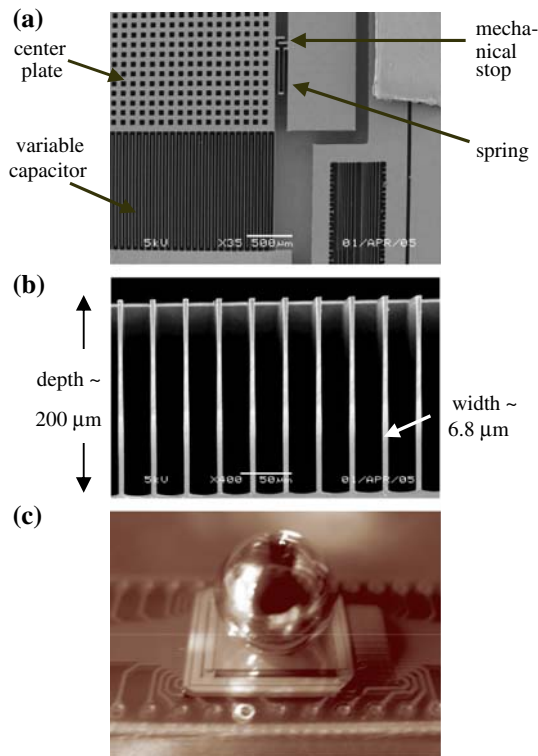 (a)
center
plate
mecha-
nical
stop
variable
capacitor
spring
5kV X35 500μm 01/APR/05
(b)
depth ~
200 μm
width ~
6.8 μm
5kV X400 50μm 01/APR/05
(c)